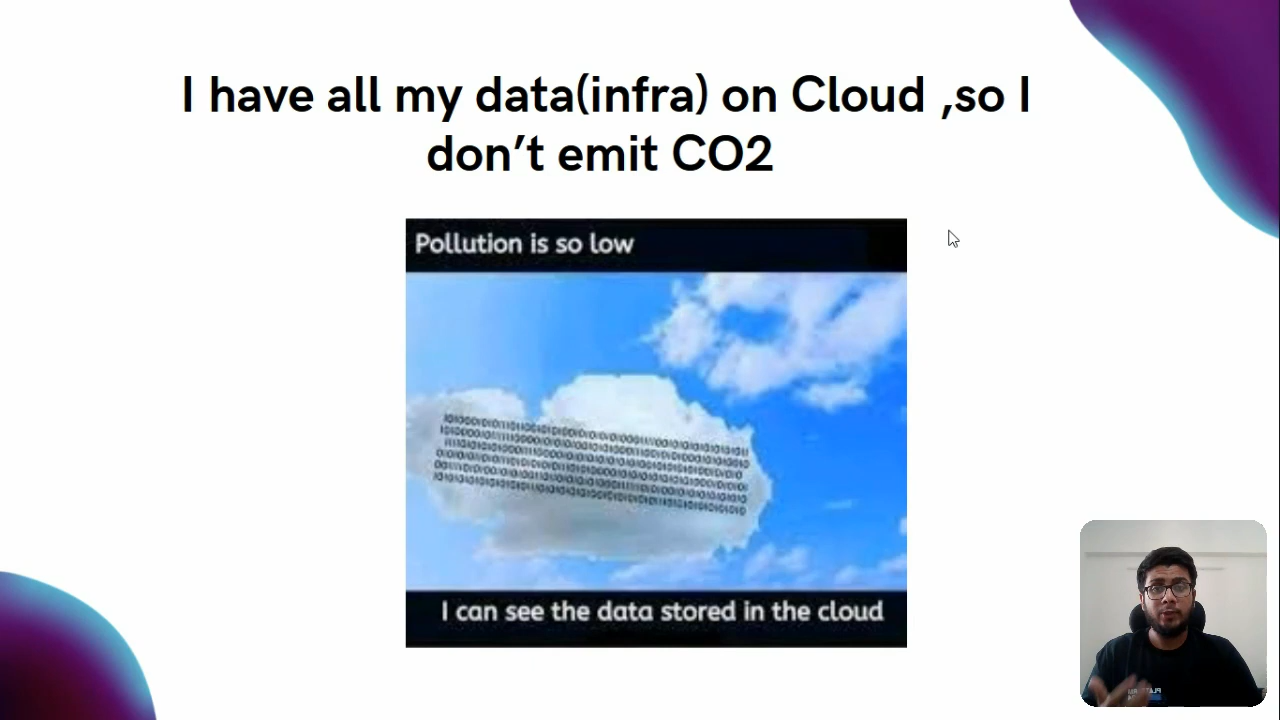 I have all my data(infra) on Cloud ,so I
don’t emit CO2
Pollution is so low
I can see the data stored in the cloud